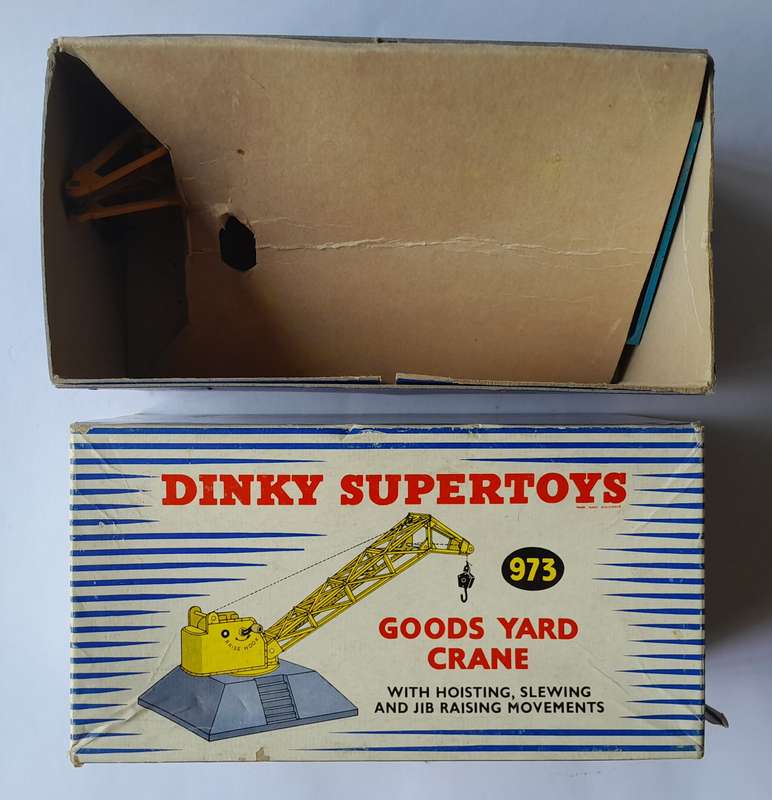 DINKY SUPERTOYS
973
GOODS YARD
CRANE
WITH HOISTING, SLEWING
AND JIB RAISING MOVEMENTS